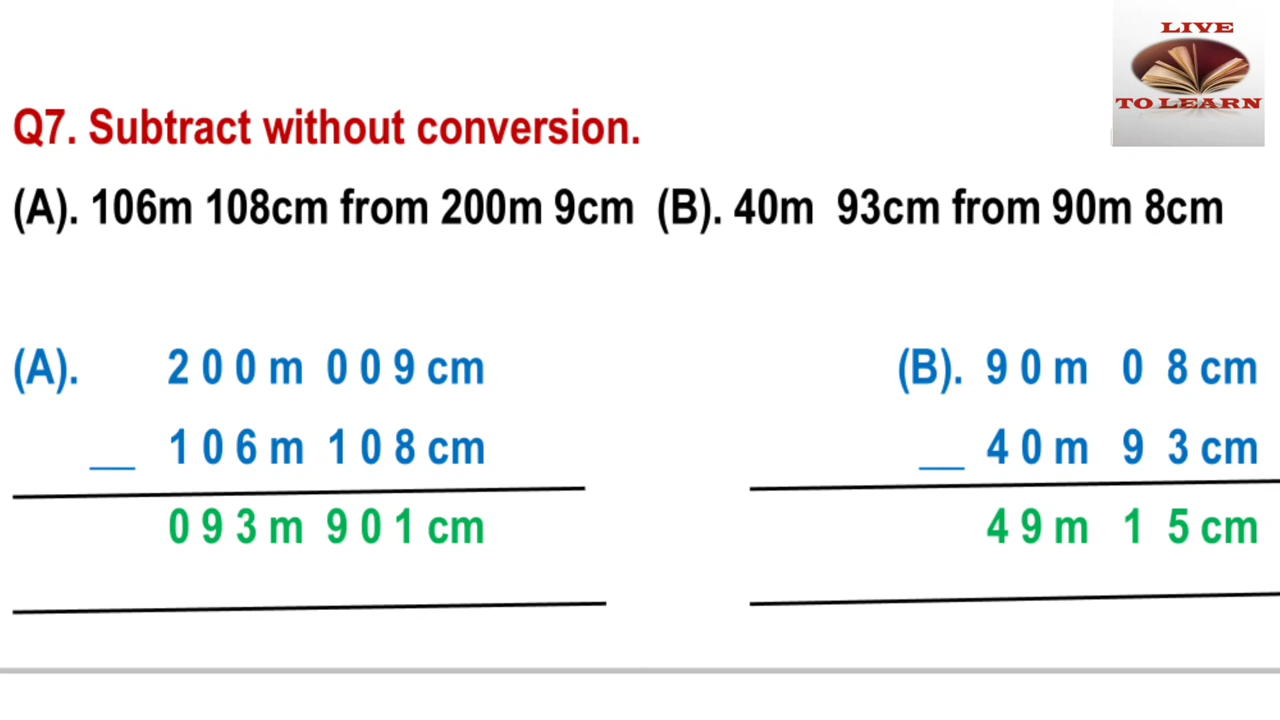 LIVE
TO LEARN
Q7. Subtract without conversion.
(A). 106m 108cm from 200m 9cm (B). 40m 93cm from 90m 8cm
(A). 2 0 0 m 0 0 9 cm (B). 9 0 m 0 8 cm
__ 1 0 6 m 1 0 8 cm __ 4 0 m 9 3 cm
0 9 3 m 9 0 1 cm 4 9 m 1 5 cm